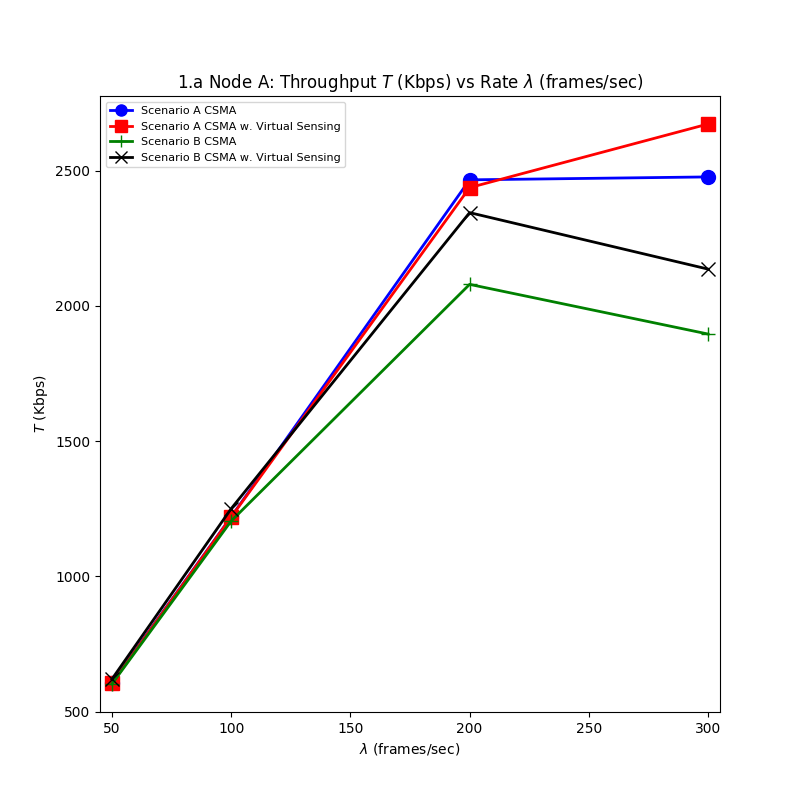 1.a Node A: Throughput T (Kbps) vs Rate λ (frames/sec)
Scenario A CSMA
Scenario A CSMA w. Virtual Sensing
Scenario B CSMA
Scenario B CSMA w. Virtual Sensing
2500
2000
1500
1000
500
T (Kbps)
50 100 150 200 250 300
λ (frames/sec)